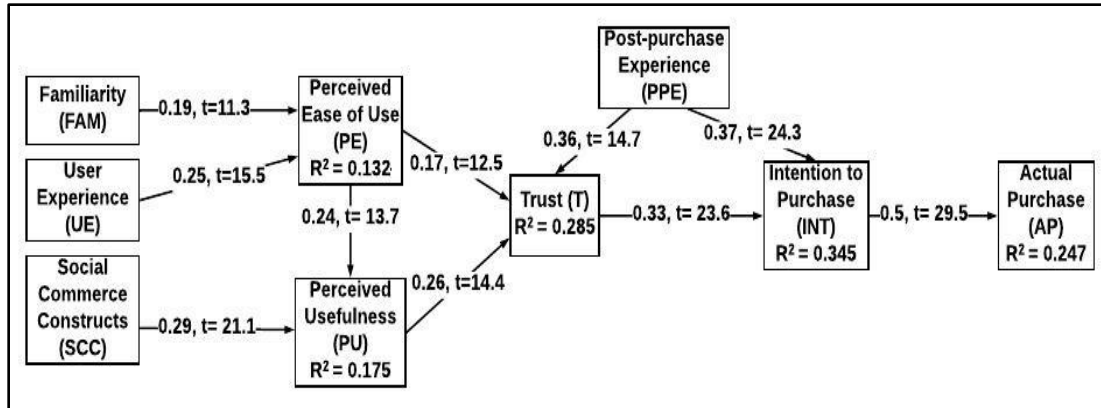 Familiarity
(FAM)
User
Experience
(UE)
Social
Commerce
Constructs
(SCC)
0.19, t=11.3
0.25, t=15.5
0.29, t= 21.1
Perceived
Ease of Use
(PE)
R² = 0.132
0.24, t= 13.7
Perceived
Usefulness
(PU)
R² = 0.175
0.17, t=12.5
0.26, t=14.4
Post-purchase
Experience
(PPE)
0.36, t= 14.7
0.37, t= 24.3
Trust (T)
R² = 0.285
0.33, t= 23.6
Intention to
Purchase
(INT)
R² = 0.345
0.5, t= 29.5
Actual
Purchase
(AP)
R² = 0.247